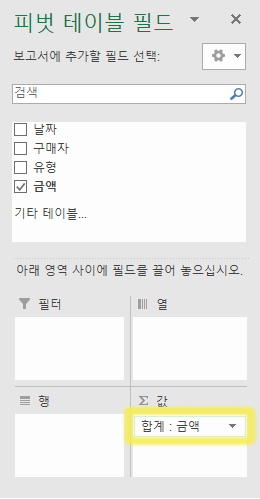 피벗 테이블 필드
보고서에 추가할 필드 선택:
검색
날짜
구매자
유형
금액
기타 테이블...
아래 영역 사이에 필드를 끌어 놓으십시오.
필터
열
행
Σ 값
합계 : 금액